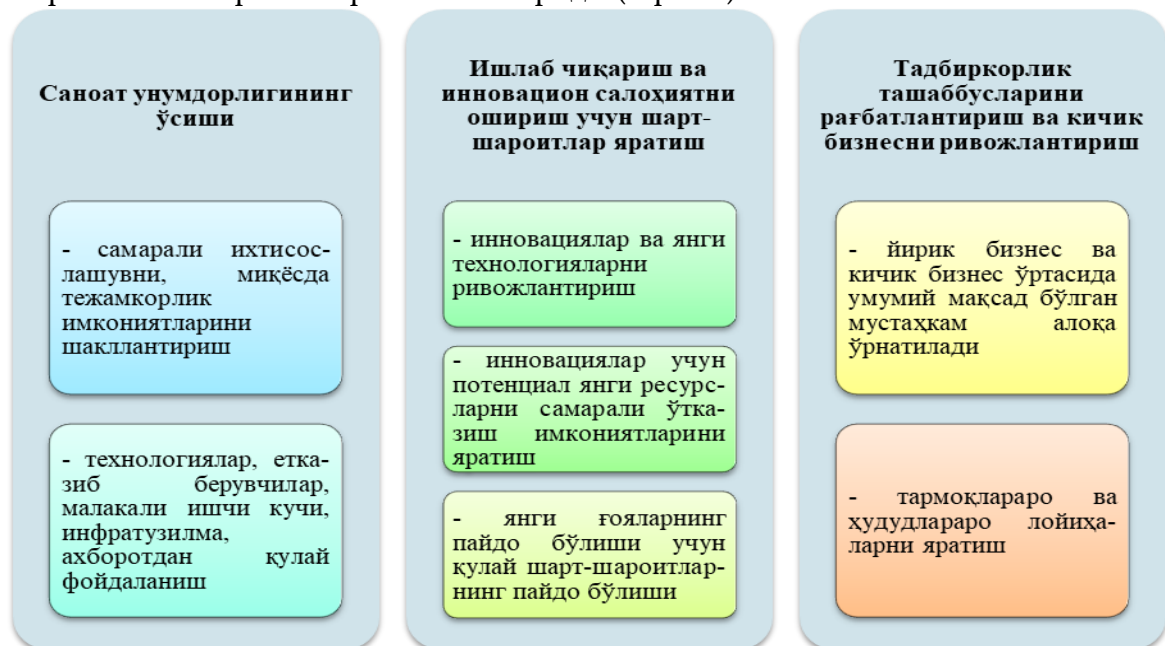 Саноат унумдорлигининг
ўсиши
- самарали ихтисос-
лашувни, миқёсда
тежамкорлик
имкониятларини
шакллантириш
- технологиялар, етка-
зиб берувчилар,
малакали ишчи кучи,
инфратузилма,
ахборотдан қулай
фойдаланиш
Ишлаб чиқариш ва
инновацион салоҳиятни
ошириш учун шарт-
шароитлар яратиш
- инновациялар ва янги
технологияларни
ривожлантириш
- инновациялар учун
потенциал янги ресурс-
ларни самарали ўтка-
зиш имкониятларини
яратиш
- янги ғояларнинг
пайдо бўлиши учун
қулай шарт-шароитлар-
нинг пайдо бўлиши
Тадбиркорлик
ташаббусларини
рағбатлантириш ва кичик
бизнесни ривожлантириш
- йирик бизнес ва
кичик бизнес ўртасида
умумий мақсад бўлган
мустаҳкам алоқа
ўрнатилади
- тармоқлараро ва
ҳудудлараро лойиҳа-
ларни яратиш